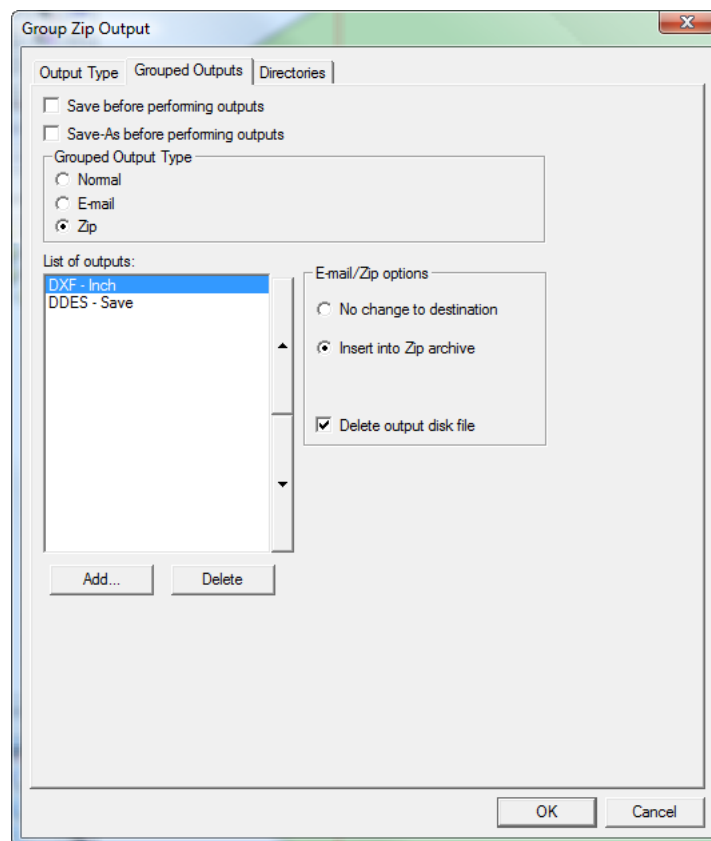 Group Zip Output
Output Type Grouped Outputs Directories
Save before performing outputs
Save-As before performing outputs
Grouped Output Type
Normal
E-mail
Zip
List of outputs:
DXF - Inch
DDES - Save
E-mail/Zip options
No change to destination
Insert into Zip archive
Delete output disk file
Add... Delete
OK Cancel